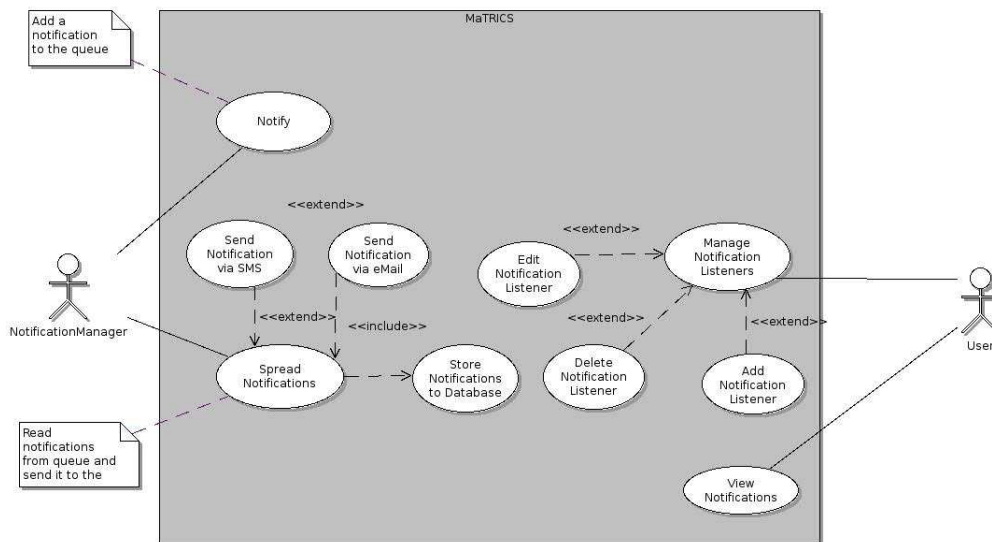 MaTRICS
Add a
notification
to the queue
Notify
<<extend>>
Send
Notification
via SMS
Send
Notification
via eMail
<<extend>>
Edit
Notification
Listener
Manage
Notification
Listeners
NotificationManager
<<extend>>
<<include>>
<<extend>>
<<extend>>
User
Spread
Notifications
Store
Notifications
to Database
Delete
Notification
Listener
Add
Notification
Listener
Read
notifications
from queue and
send it to the
View
Notifications